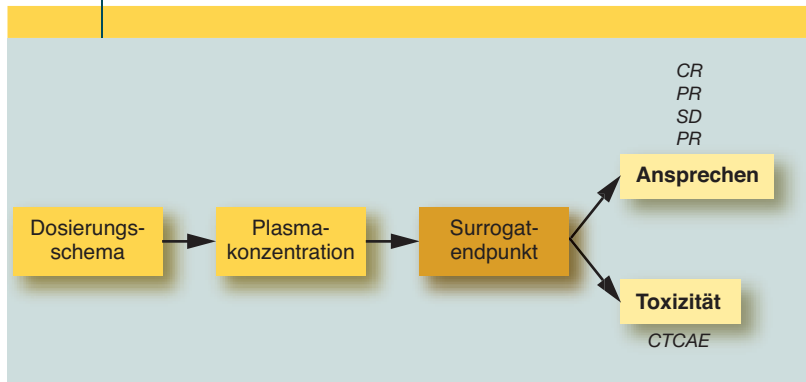 Dosierungs-
schema
Plasma-
konzentration
Surrogat-
endpunkt
CR
PR
SD
PR
Ansprechen
Toxizität
CTCAE